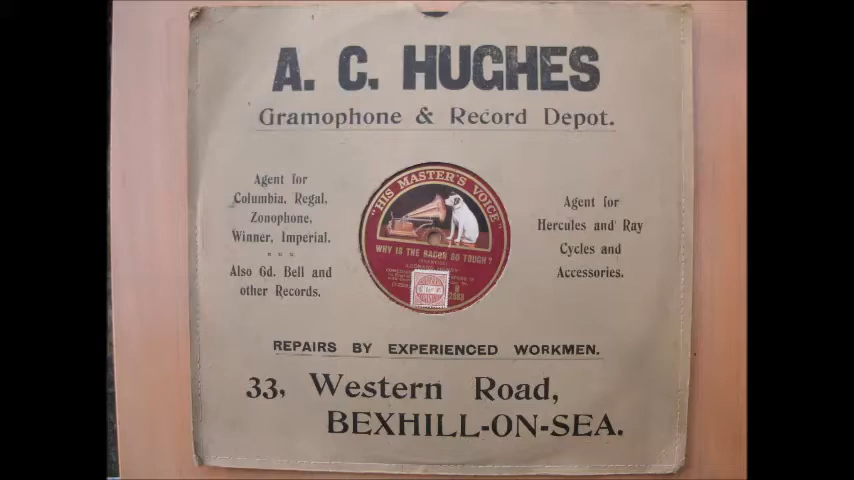 A. C. HUGHES
Gramophone & Record Depot.
Agent for
Columbia, Regal,
Zonophone,
Winner, Imperial.
Also 6d. Bell and
other Records.
"HIS MASTER'S VOICE"
WHY IS THE BACON SO TOUGH?
Agent for
Hercules and Ray
Cycles and
Accessories.
REPAIRS BY EXPERIENCED WORKMEN.
33, Western Road,
BEXHILL-ON-SEA.